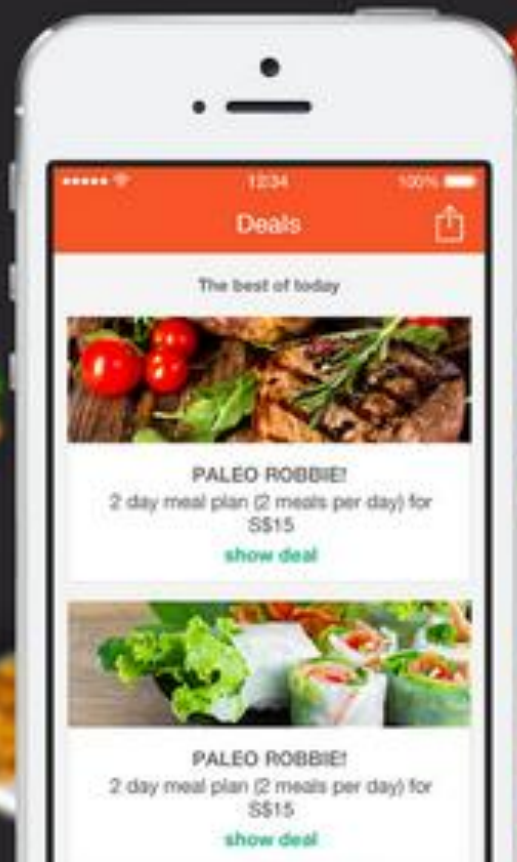 12:34 100%
Deals
The best of today
PALEO ROBBIE!
2 day meal plan (2 meals per day) for
S$15
show deal
PALEO ROBBIE!
2 day meal plan (2 meals per day) for
S$15
show deal